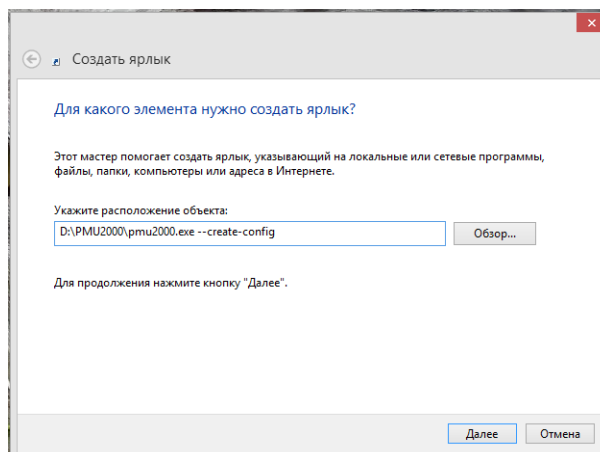 Создать ярлык
Для какого элемента нужно создать ярлык?
Этот мастер помогает создать ярлык, указывающий на локальные или сетевые программы,
файлы, папки, компьютеры или адреса в Интернете.
Укажите расположение объекта:
D:\PMU2000\pmu2000.exe --create-config
Обзор...
Для продолжения нажмите кнопку "Далее".
Далее
Отмена